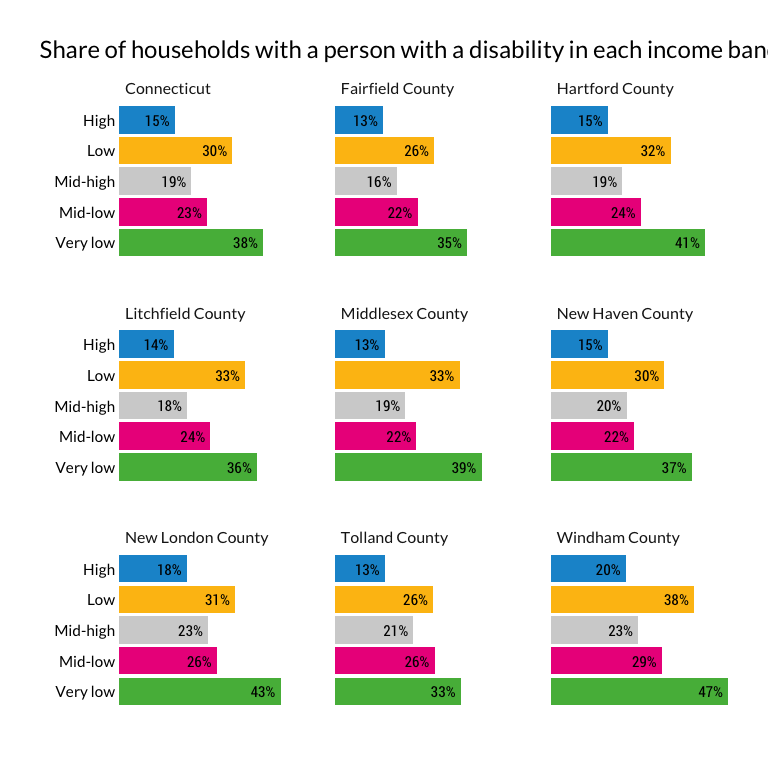 Share of households with a person with a disability in each income
Connecticut Fairfield County Hartford County
High 15% 13% 15%
Low 30% 26% 32%
Mid-high 19% 16% 19%
Mid-low 23% 22% 24%
Very low 38% 35% 41%
Litchfield County Middlesex County New Haven County
High 14% 13% 15%
Low 33% 33% 30%
Mid-high 18% 19% 20%
Mid-low 24% 22% 22%
Very low 36% 39% 37%
New London County Tolland County Windham County
High 18% 13% 20%
Low 31% 26% 38%
Mid-high 23% 21% 23%
Mid-low 26% 26% 29%
Very low 43% 33% 47%